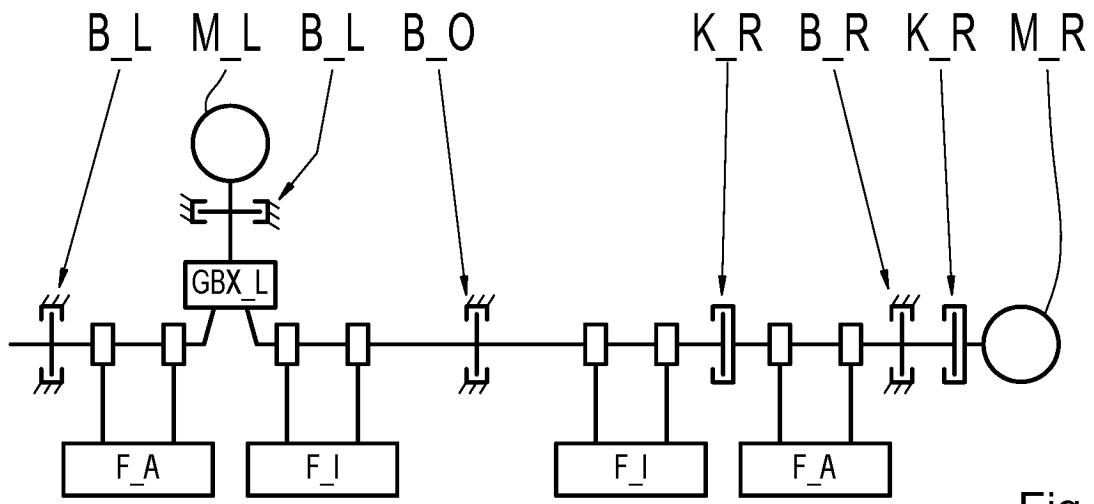 B_L M_L B_L B_O K_R B_R K_R M_R
GBX_L
F_A F_I F_I F_A
Fig